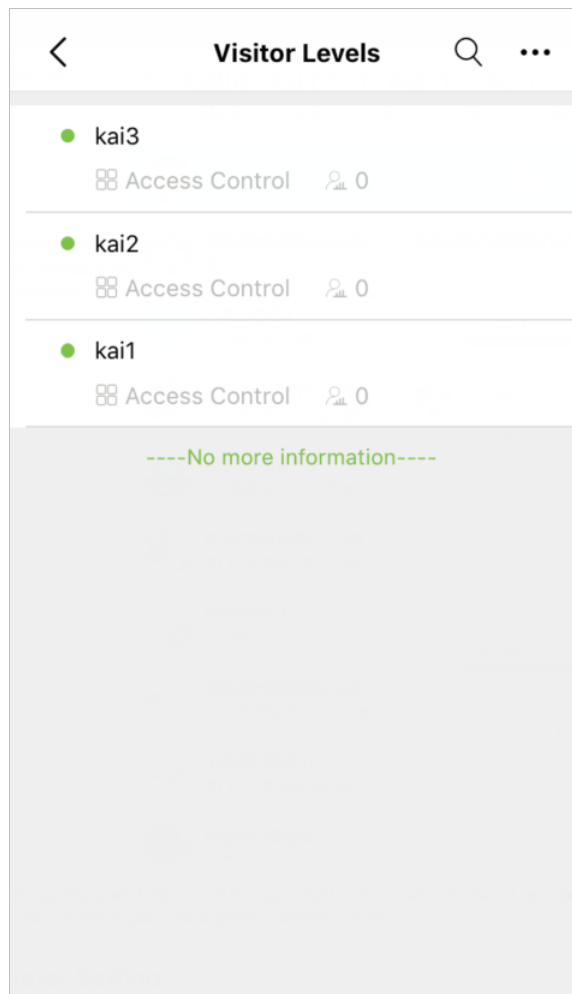 Visitor Levels
kai3
Access Control 0
kai2
Access Control 0
kai1
Access Control 0
----No more information----